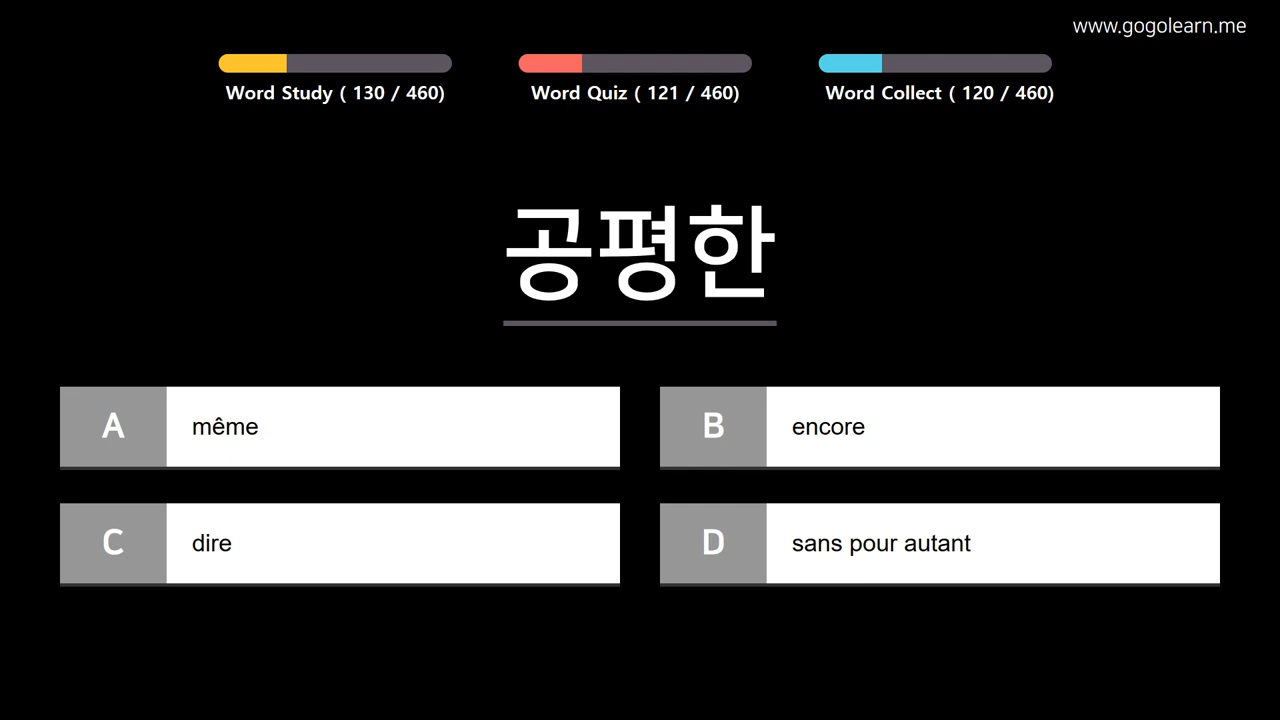 www.gogolearn.me
Word Study ( 130 / 460)
Word Quiz ( 121 / 460)
Word Collect ( 120 / 460)
공평한
A même
B encore
C dire
D sans pour autant